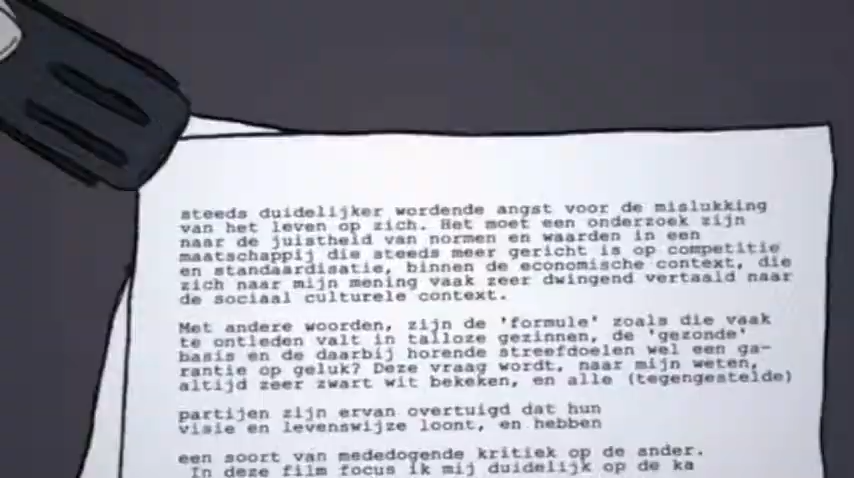 steeds duidelijker wordende angst voor de mislukking
van het leven op zich. Het moet een onderzoek zijn
naar de juistheid van normen en waarden in een
maatschappij die steeds meer gericht is op competitie
en standaardisatie, binnen de economische context, die
zich naar mijn mening vaak zeer dwingend vertaald naar
de sociaal culturele context.
Met andere woorden, zijn de 'formule' zoals die vaak
te ontleden valt in talloze gezinnen, de 'gezonde'
basis en de daarbij horende streefdoelen wel een ga-
rantie op geluk? Deze vraag wordt, naar mijn weten,
altijd zeer zwart wit bekeken, en alle (tegengestelde)
partijen zijn ervan overtuigd dat hun
visie en levenswijze loont, en hebben
een soort van mededogende kritiek op de ander.
In deze film focus ik mij duidelijk op de ka